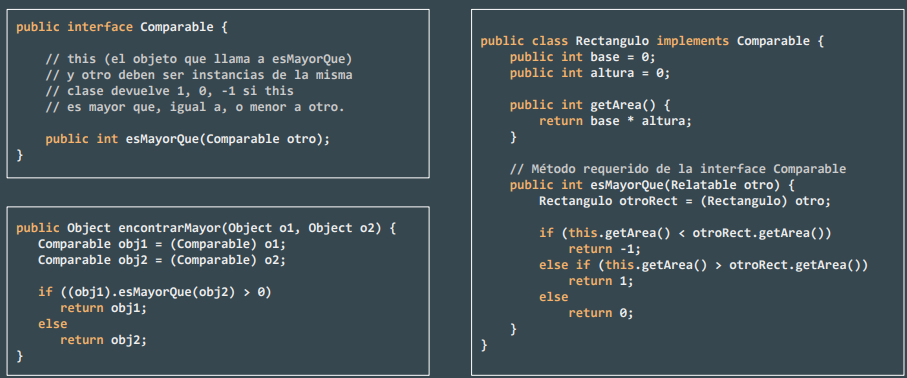 public interface Comparable {
// this (el objeto que llama a esMayorQue)
// y otro deben ser instancias de la misma
// clase devuelve 1, 0, -1 si this
// es mayor que, igual a, o menor a otro.
public int esMayorQue(Comparable otro);
}
public Object encontrarMayor(Object o1, Object o2) {
Comparable obj1 = (Comparable) o1;
Comparable obj2 = (Comparable) o2;
if ((obj1).esMayorQue(obj2) > 0)
return obj1;
else
return obj2;
}
public class Rectangulo implements Comparable {
public int base = 0;
public int altura = 0;
public int getArea() {
return base * altura;
}
// Método requerido de la interface Comparable
public int esMayorQue(Relatable otro) {
Rectangulo otroRect = (Rectangulo) otro;
if (this.getArea() < otroRect.getArea())
return -1;
else if (this.getArea() > otroRect.getArea())
return 1;
else
return 0;
}
}